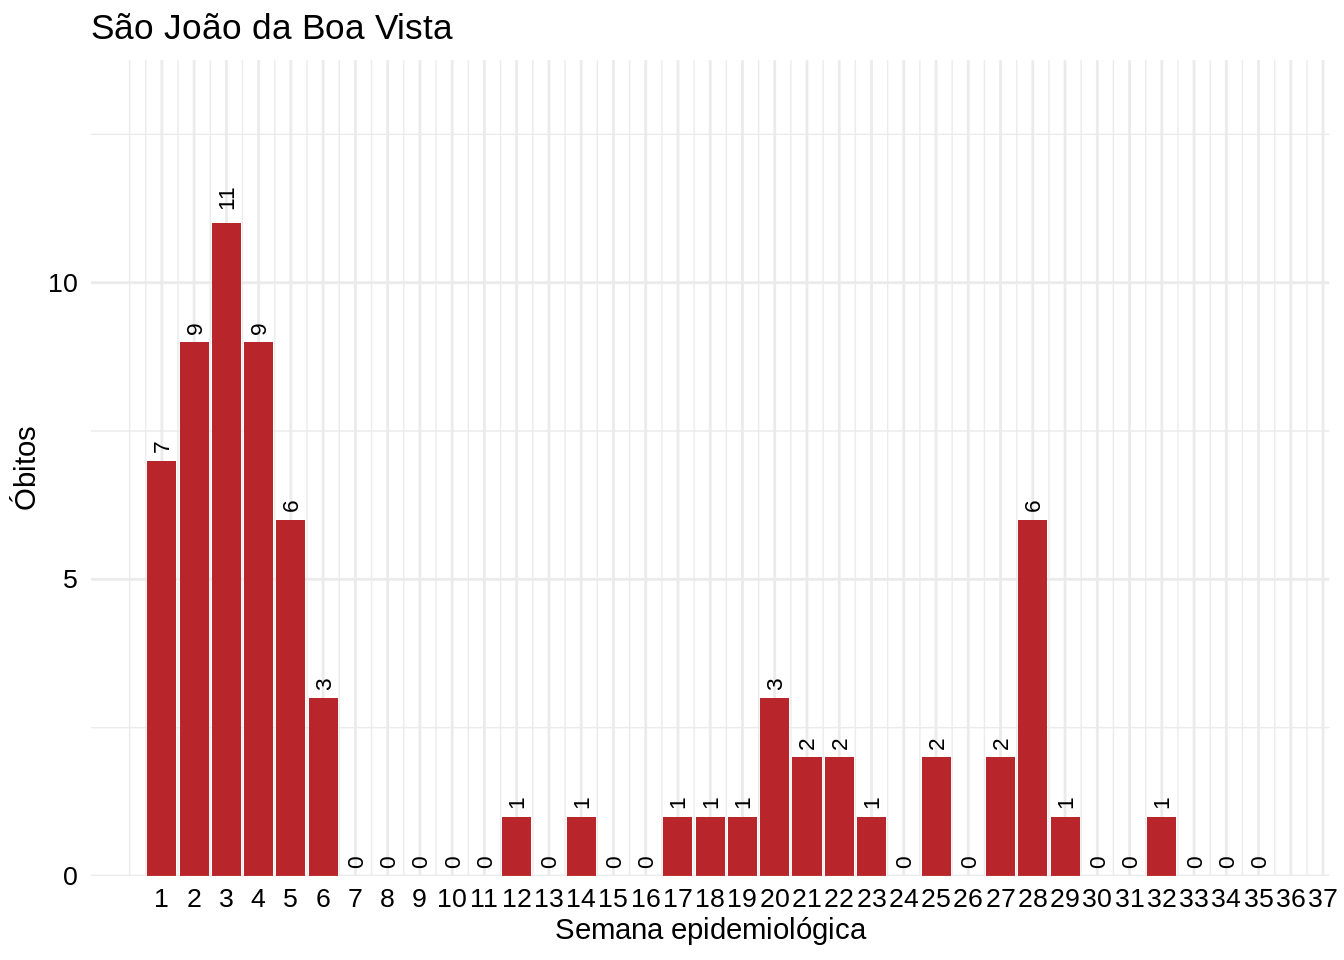 São João da Boa Vista
Óbitos
10
5
0
7 9 11 9 6 3 0 0 0 0 0 1 0 1 0 0 1 1 1 3 2 2 1 0 2 0 2 6 1 0 0 1 0 0 0
1 2 3 4 5 6 7 8 9 10 11 12 13 14 15 16 17 18 19 20 21 22 23 24 25 26 27 28 29 30 31 32 33 34 35 36 37
Semana epidemiológica